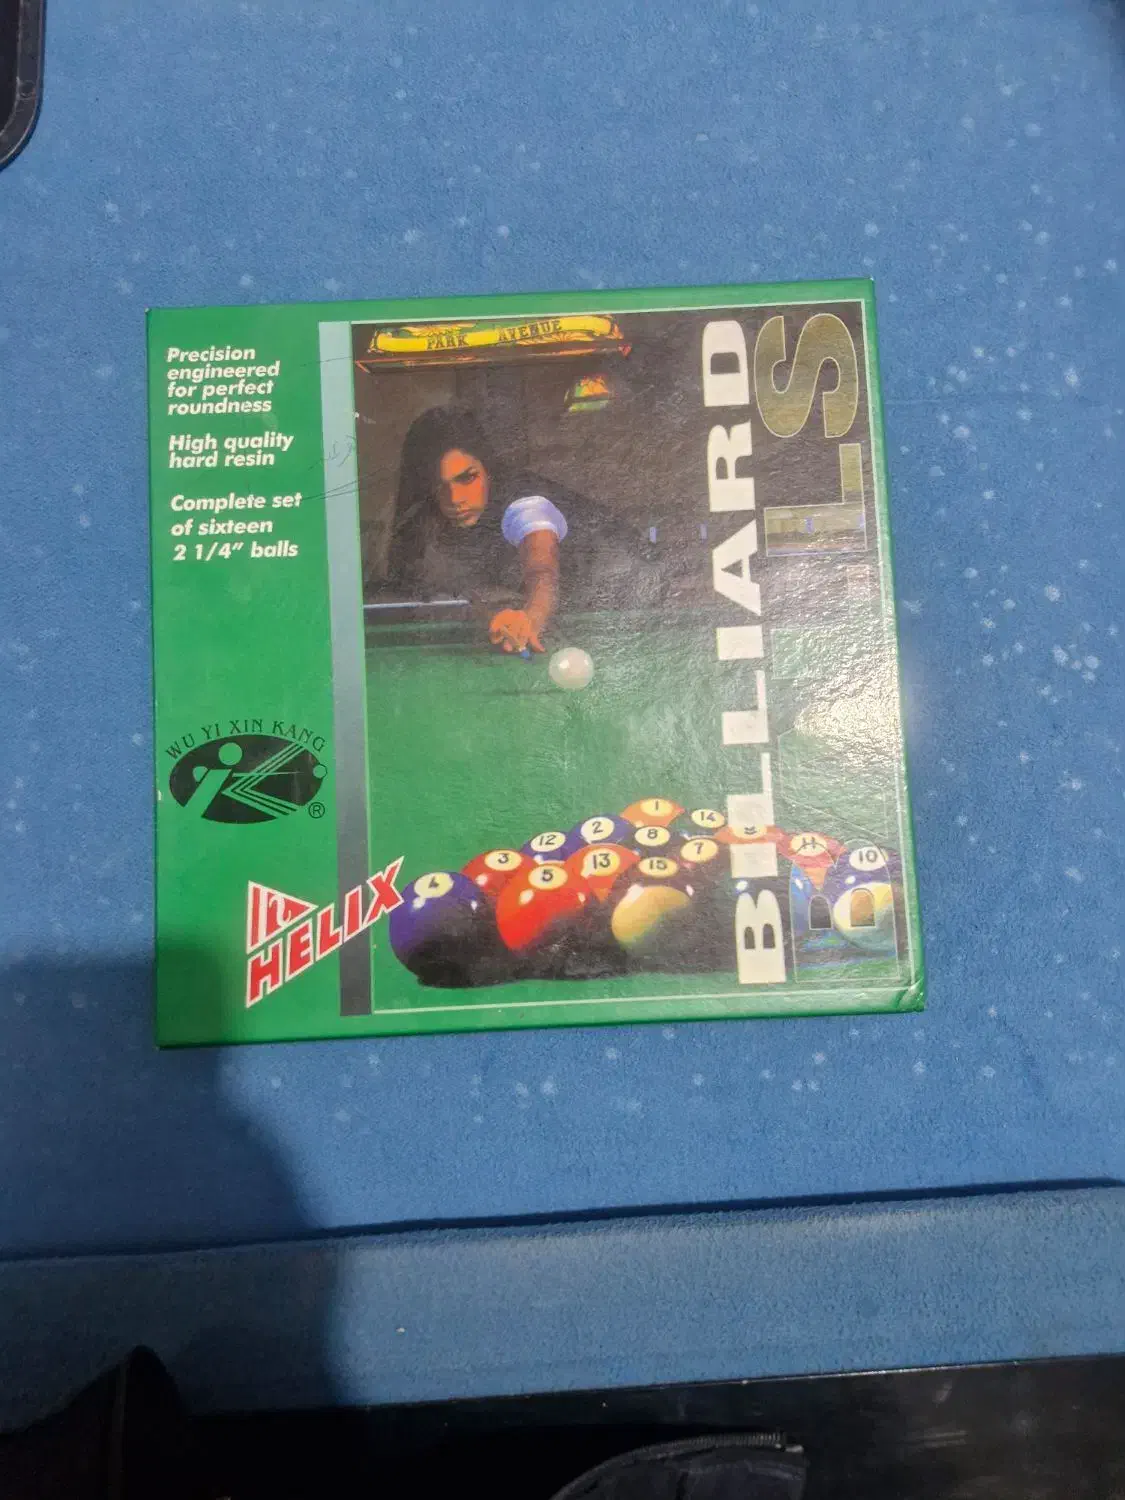 Precision
engineered
for perfect
roundness
High quality
hard resin
Complete set
of sixteen
2 1/4" balls
WU YI XIN KANG
®
HELIX
PARK AVENUE
BILLIARD
BALLS
1
14
2
8
12
7
11
10
3
13
15
5
4